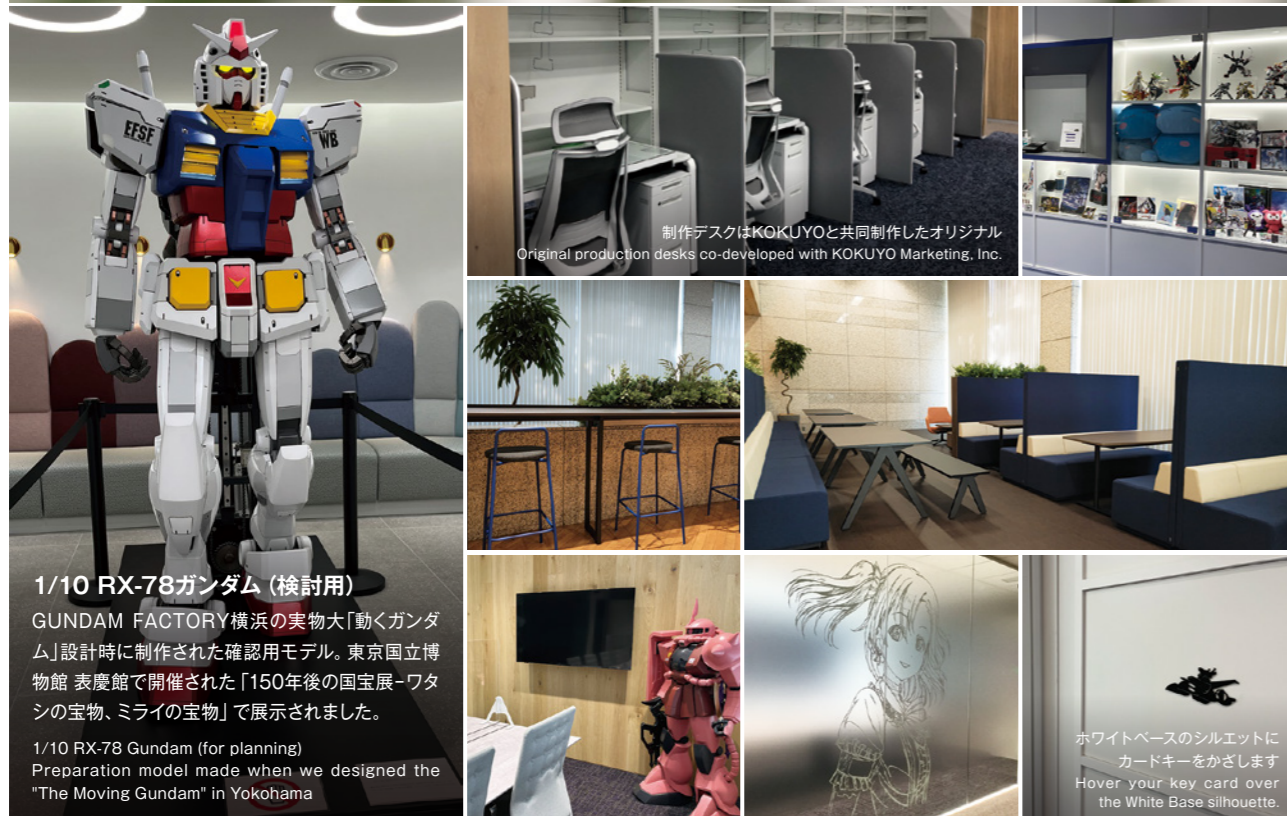 EFSF
WB
1/10 RX-78ガンダム（検討用）
GUNDAM FACTORY横浜の実物大「動くガンダ
ム」設計時に制作された確認用モデル。東京国立博
物館 表慶館で開催された「150年後の国宝展-ワタ
シの宝物、ミライの宝物」で展示されました。
1/10 RX-78 Gundam (for planning)
Preparation model made when we designed the
"The Moving Gundam" in Yokohama
制作デスクはKOKUYOと共同制作したオリジナル
Original production desks co-developed with KOKUYO Marketing, Inc.
ホワイトベースのシルエットに
カードキーをかざします
Hover your key card over
the White Base silhouette.